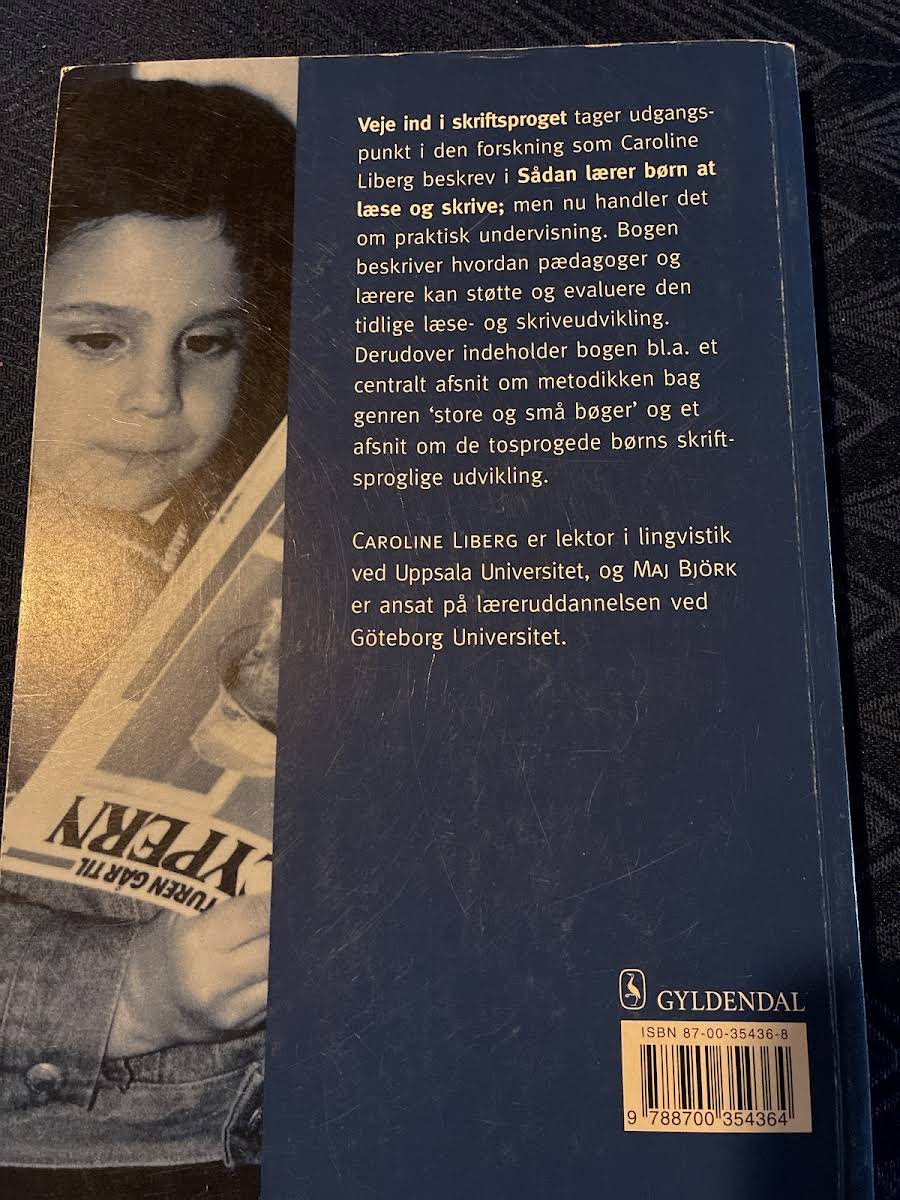 Veje ind i skriftsproget tager udgangs-
punkt i den forskning som Caroline
Liberg beskrev i Sådan lærer børn at
læse og skrive; men nu handler det
om praktisk undervisning. Bogen
beskriver hvordan pædagoger og
lærere kan støtte og evaluere den
tidlige læse- og skriveudvikling.
Derudover indeholder bogen bl.a. et
centralt afsnit om metodikken bag
genren ‘store og små bøger’ og et
afsnit om de tosprogede børns skrift-
sproglige udvikling.
CAROLINE LIBERG er lektor i lingvistik
ved Uppsala Universitet, og MAJ BJÖRK
er ansat på læreruddannelsen ved
Göteborg Universitet.
TUREN GÅR TIL
CYPERN
GYLDENDAL
ISBN 87-00-35436-8
9 788700 354364